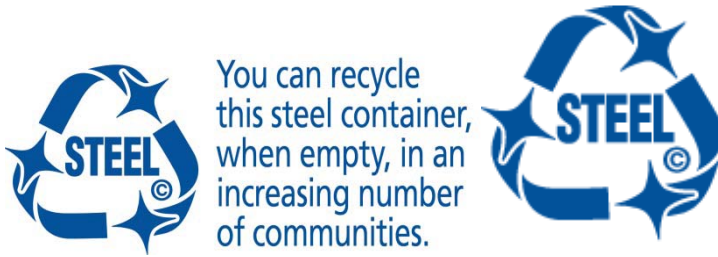 STEEL
©
You can recycle
this steel container,
when empty, in an
increasing number
of communities.
STEEL
©